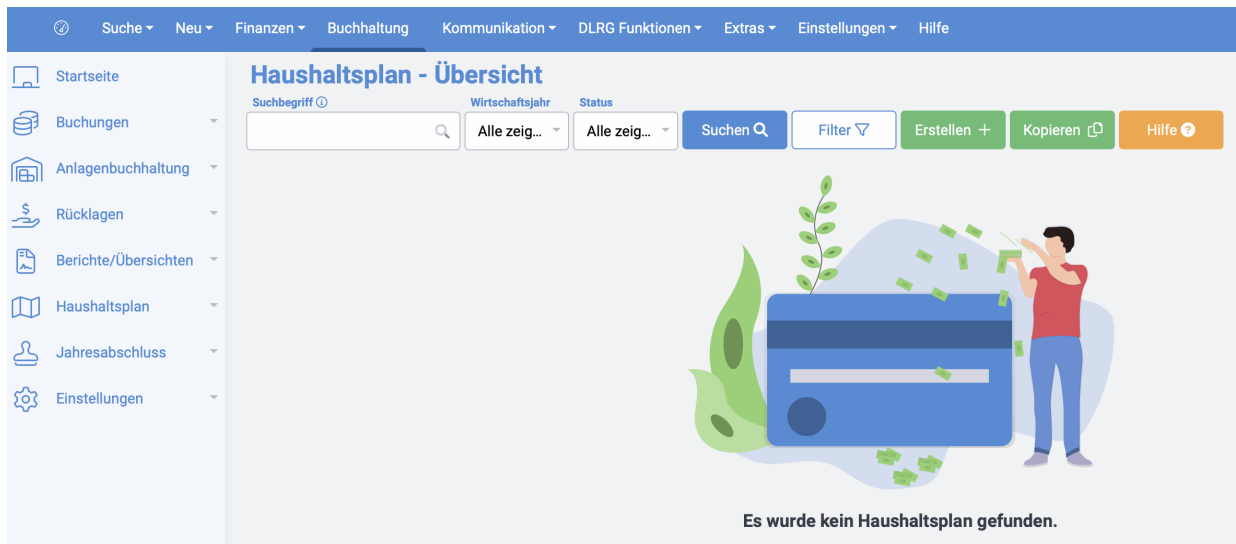 Suche Neu Finanzen Buchhaltung Kommunikation DLRG Funktionen Extras Einstellungen Hilfe
Startseite
Buchungen
Anlagenbuchhaltung
Rücklagen
Berichte/Übersichten
Haushaltsplan
Jahresabschluss
Einstellungen
Haushaltsplan - Übersicht
Suchbegriff Wirtschaftsjahr Status
Alle zeig... Alle zeig... Suchen Filter Erstellen Kopieren Hilfe
Es wurde kein Haushaltsplan gefunden.